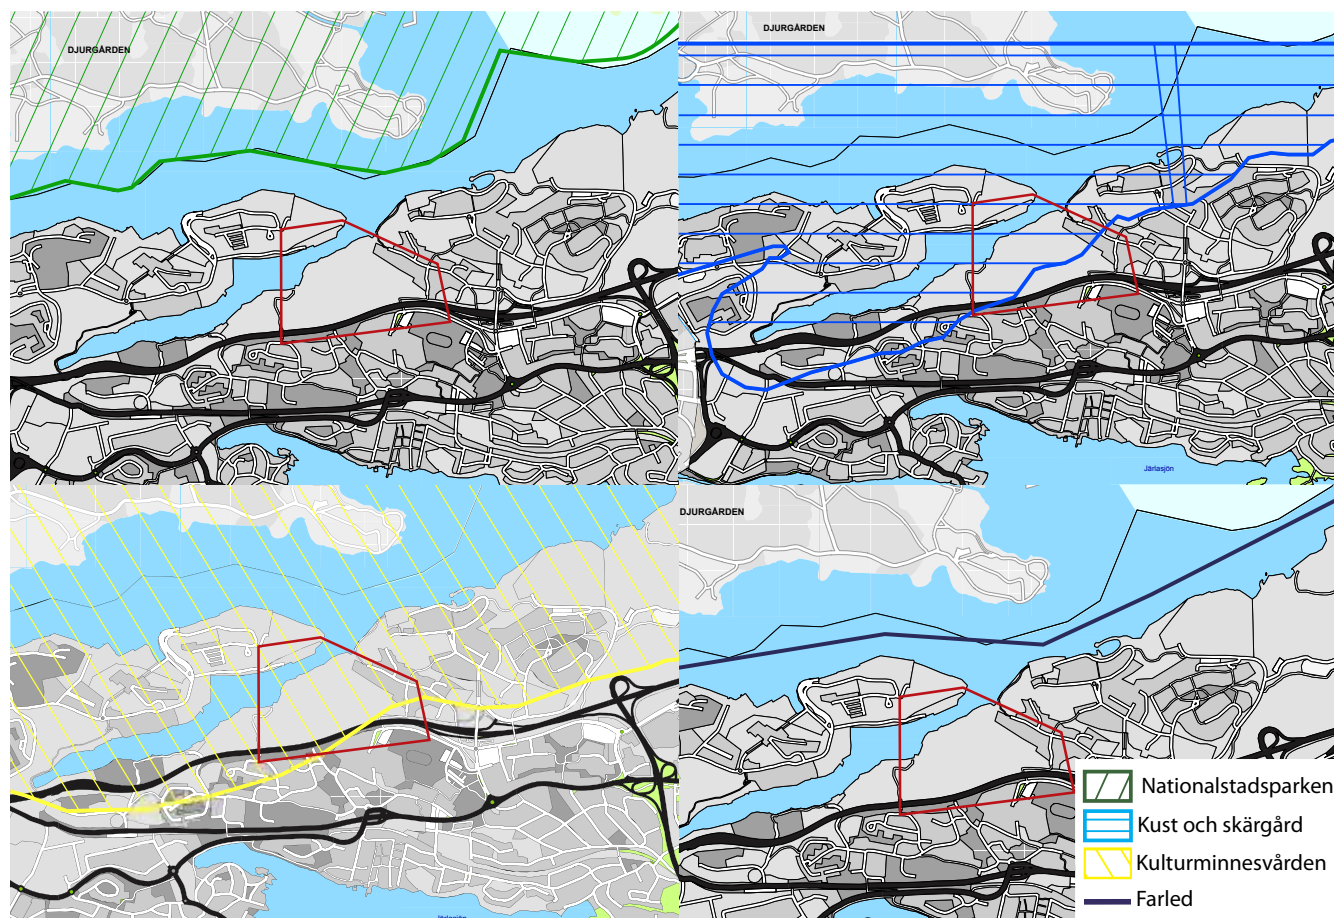 DJURGÅRDEN
DJURGÅRDEN
Järlasjön
DJURGÅRDEN
Nationalstadsparken
Kust och skärgård
Kulturminnesvården
Farled